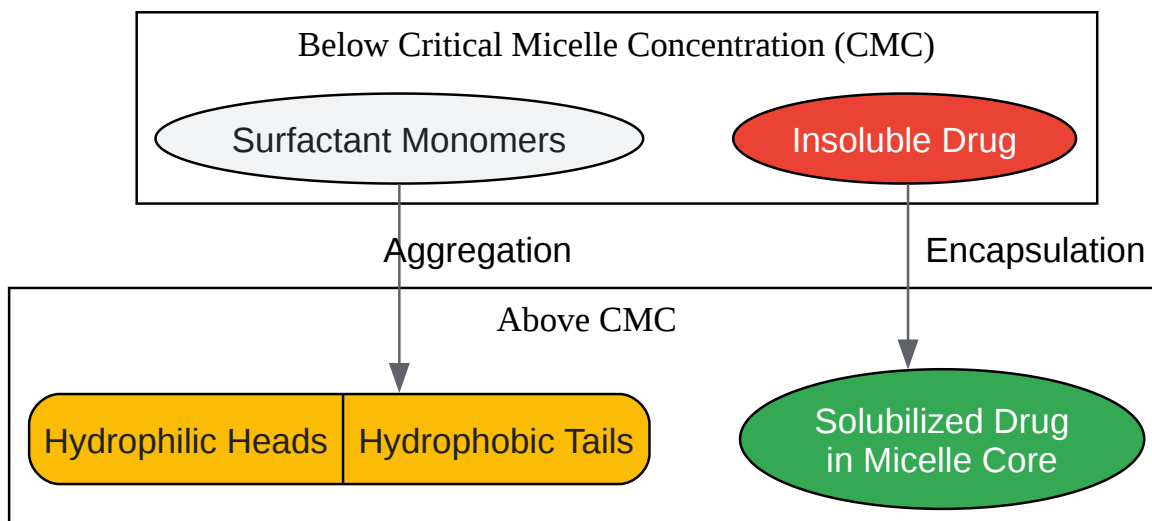 Below Critical Micelle Concentration (CMC)
Surfactant Monomers
Insoluble Drug
Aggregation
Encapsulation
Above CMC
Hydrophilic Heads
Hydrophobic Tails
Solubilized Drug
in Micelle Core